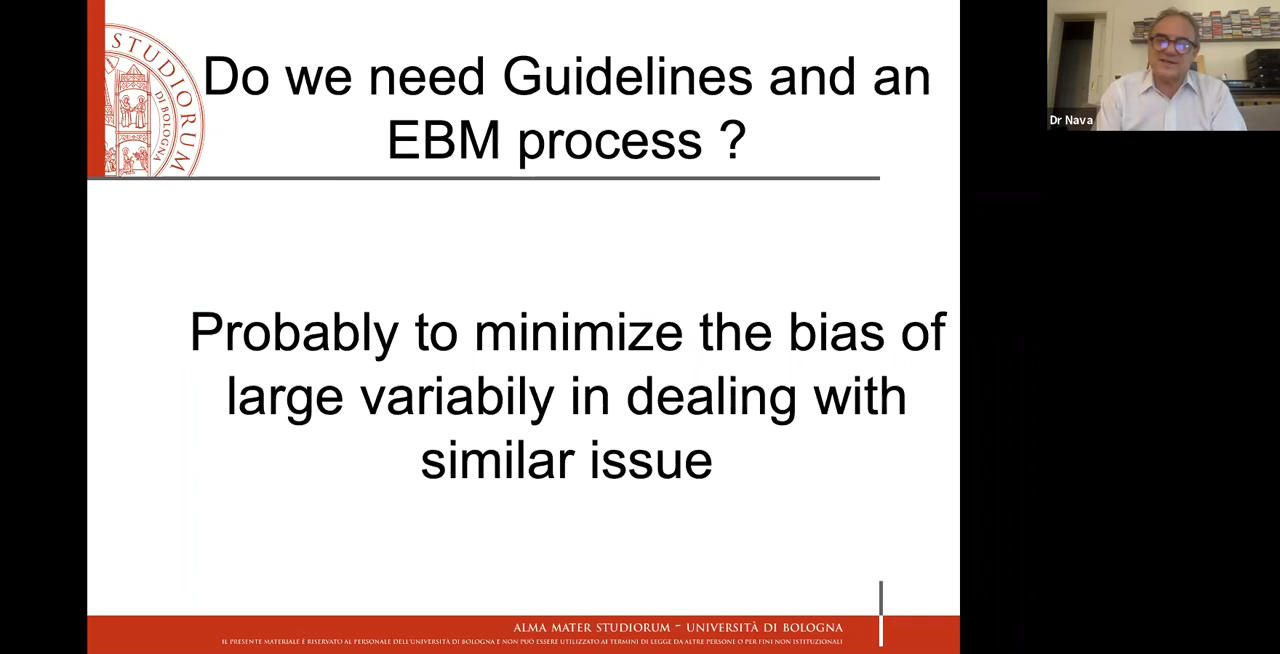 STUDIORUM
DI BOLOGNA
Do we need Guidelines and an
EBM process ?
Dr Nava
Probably to minimize the bias of
large variabily in dealing with
similar issue
ALMA MATER STUDIORUM ~ UNIVERSITÀ DI BOLOGNA
IL PRESENTE MATERIALE È RISERVATO AL PERSONALE DELL'UNIVERSITÀ DI BOLOGNA E NON PUÒ ESSERE UTILIZZATO AI TERMINI DI LEGGE DA ALTRE PERSONE O PER FINI NON ISTITUZIONALI